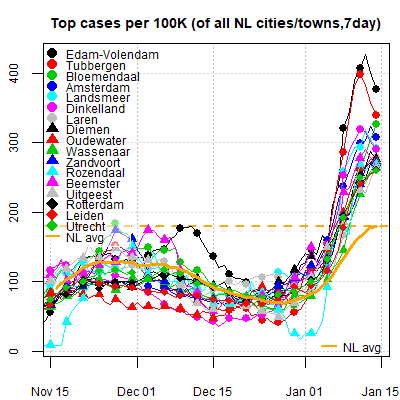 Top cases per 100K (of all NL cities/towns,7day)
Edam-Volendam
Tubbergen
Bloemendaal
Amsterdam
Landsmeer
Dinkelland
Laren
Diemen
Oudewater
Wassenaar
Zandvoort
Rozendaal
Beemster
Uitgeest
Rotterdam
Leiden
Utrecht
NL avg
NL avg
400
300
200
100
0
Nov 15
Dec 01
Dec 15
Jan 01
Jan 15